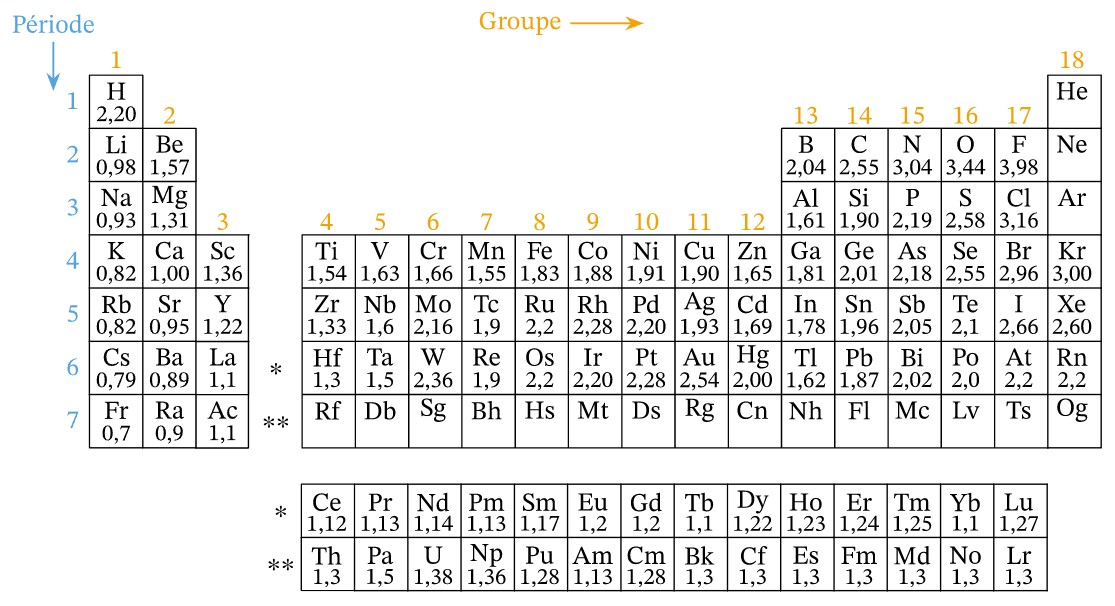 Période
Groupe
1 18
1 H He
2,20
2 13 14 15 16 17
2 Li Be B C N O F Ne
0,98 1,57 2,04 2,55 3,04 3,44 3,98
3 Na Mg Al Si P S Cl Ar
0,93 1,31 1,61 1,90 2,19 2,58 3,16
3 4 5 6 7 8 9 10 11 12
4 K Ca Sc Ti V Cr Mn Fe Co Ni Cu Zn Ga Ge As Se Br Kr
0,82 1,00 1,36 1,54 1,63 1,66 1,55 1,83 1,88 1,91 1,90 1,65 1,81 2,01 2,18 2,55 2,96 3,00
5 Rb Sr Y Zr Nb Mo Tc Ru Rh Pd Ag Cd In Sn Sb Te I Xe
0,82 0,95 1,22 1,33 1,6 2,16 1,9 2,2 2,28 2,20 1,93 1,69 1,78 1,96 2,05 2,1 2,66 2,60
6 Cs Ba La * Hf Ta W Re Os Ir Pt Au Hg Tl Pb Bi Po At Rn
0,79 0,89 1,1 1,3 1,5 2,36 1,9 2,2 2,20 2,28 2,54 2,00 1,62 1,87 2,02 2,0 2,2 2,2
7 Fr Ra Ac ** Rf Db Sg Bh Hs Mt Ds Rg Cn Nh Fl Mc Lv Ts Og
0,7 0,9 1,1
* Ce Pr Nd Pm Sm Eu Gd Tb Dy Ho Er Tm Yb Lu
1,12 1,13 1,14 1,13 1,17 1,2 1,2 1,1 1,22 1,23 1,24 1,25 1,1 1,27
** Th Pa U Np Pu Am Cm Bk Cf Es Fm Md No Lr
1,3 1,5 1,38 1,36 1,28 1,13 1,28 1,3 1,3 1,3 1,3 1,3 1,3 1,3